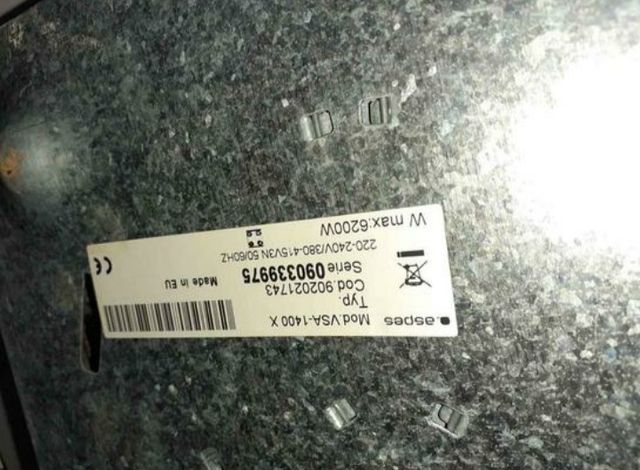 .aspes
Mod.VSA-1400 X
Typ.
Cod.902021743
Serie 090339975
Made in EU
220-240V/380-415V3N 50/60HZ
W max:6200W
CE